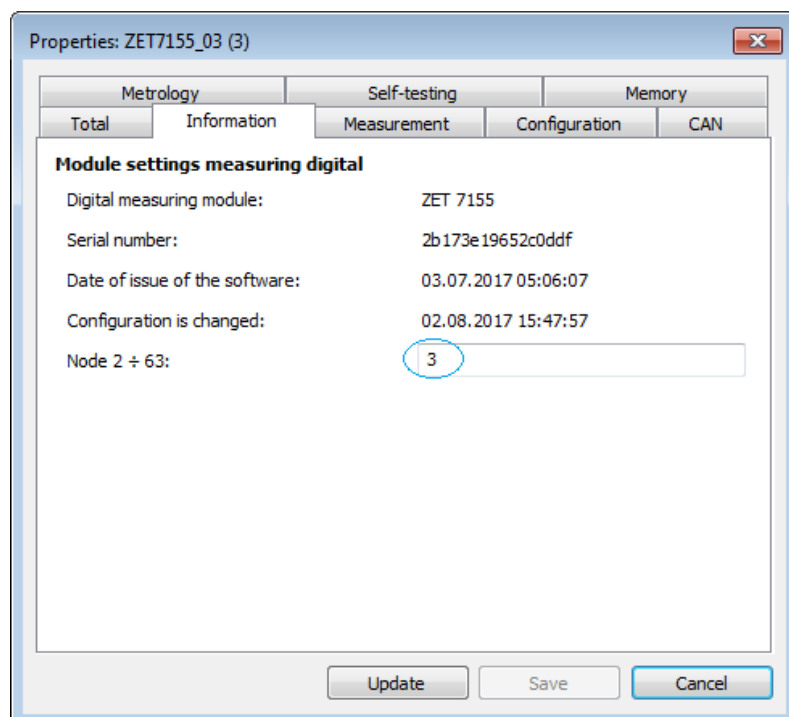 Properties: ZET7155_03 (3)
Metrology Self-testing Memory
Total Information Measurement Configuration CAN
Module settings measuring digital
Digital measuring module: ZET 7155
Serial number: 2b173e19652c0ddf
Date of issue of the software: 03.07.2017 05:06:07
Configuration is changed: 02.08.2017 15:47:57
Node 2 ÷ 63: 3
Update Save Cancel